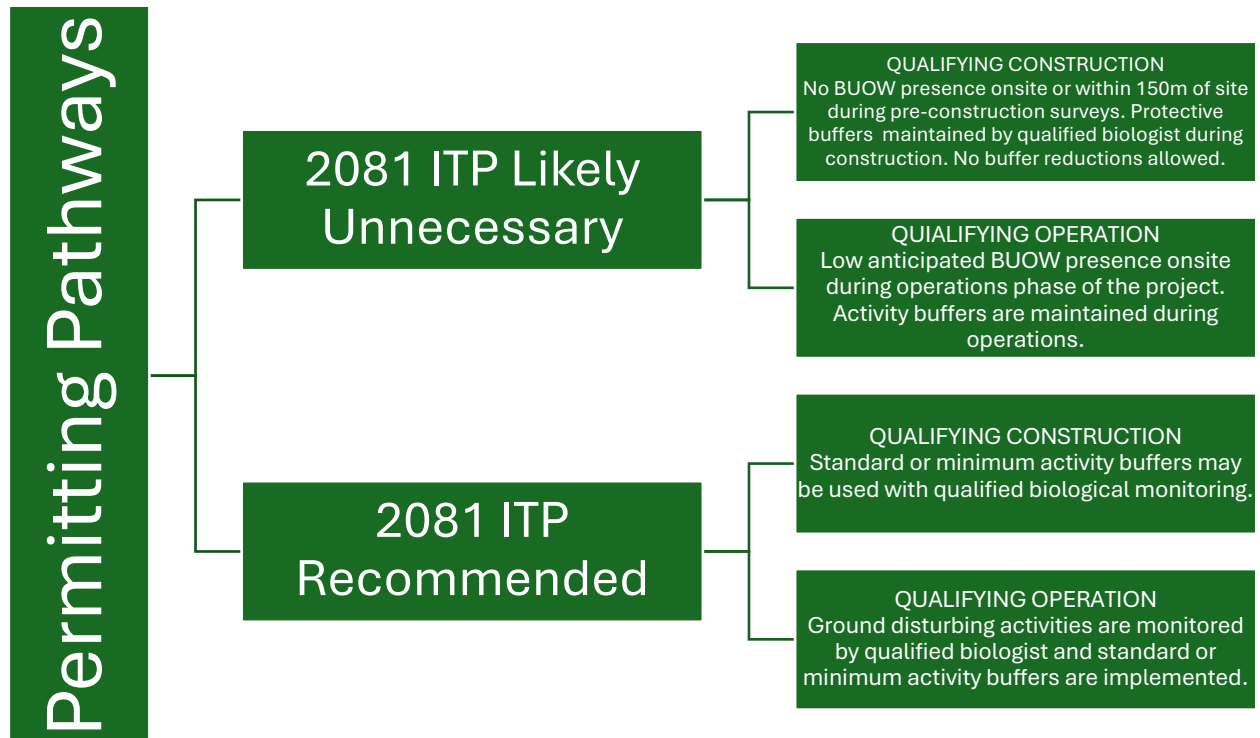 Permitting Pathways
2081 ITP Likely
Unnecessary
QUALIFYING CONSTRUCTION
No BUOW presence onsite or within 150m of site
during pre-construction surveys. Protective
buffers maintained by qualified biologist during
construction. No buffer reductions allowed.
QUIALIFYING OPERATION
Low anticipated BUOW presence onsite
during operations phase of the project.
Activity buffers are maintained during
operations.
2081 ITP
Recommended
QUALIFYING CONSTRUCTION
Standard or minimum activity buffers may
be used with qualified biological monitoring.
QUALIFYING OPERATION
Ground disturbing activities are monitored
by qualified biologist and standard or
minimum activity buffers are implemented.